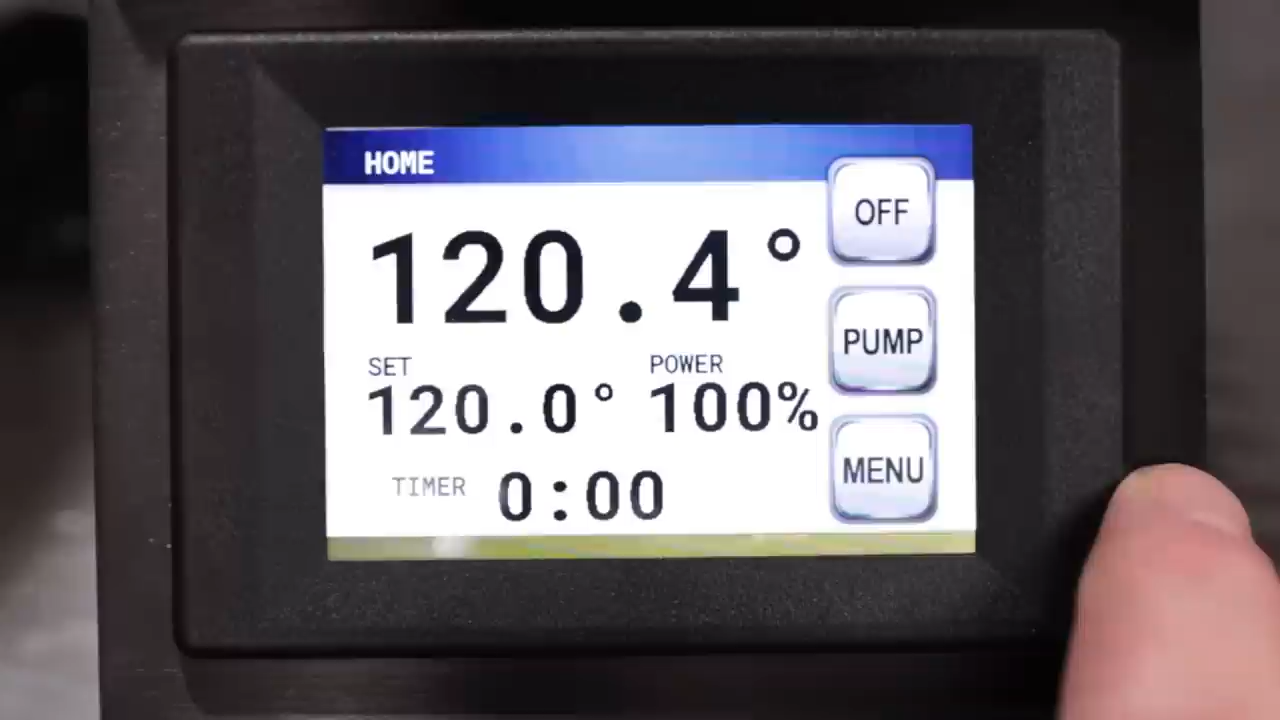 HOME
120.4°
OFF
PUMP
SET
POWER
120.0°
100%
MENU
TIMER 0:00